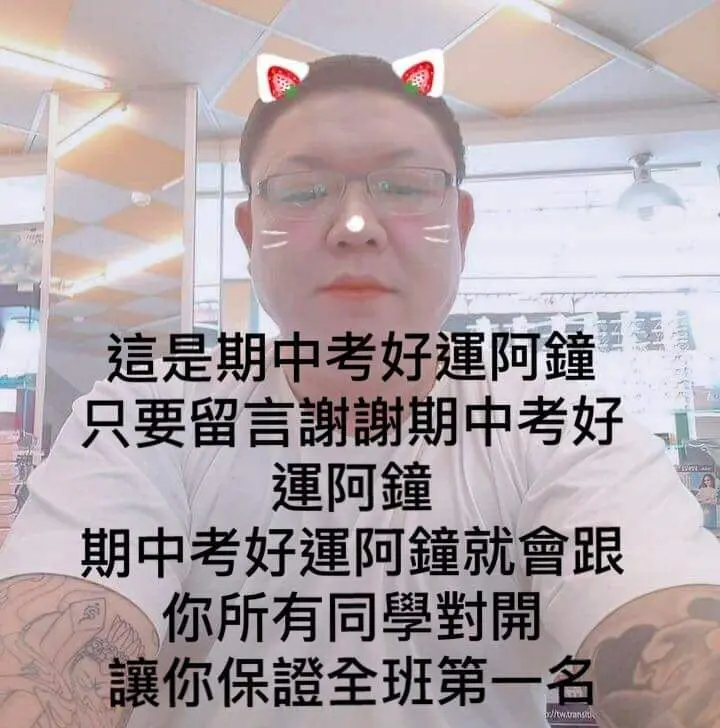 這是期中考好運阿鐘
只要留言謝謝期中考好
運阿鐘
期中考好運阿鐘就會跟
你所有同學對開
讓你保證全班第一名